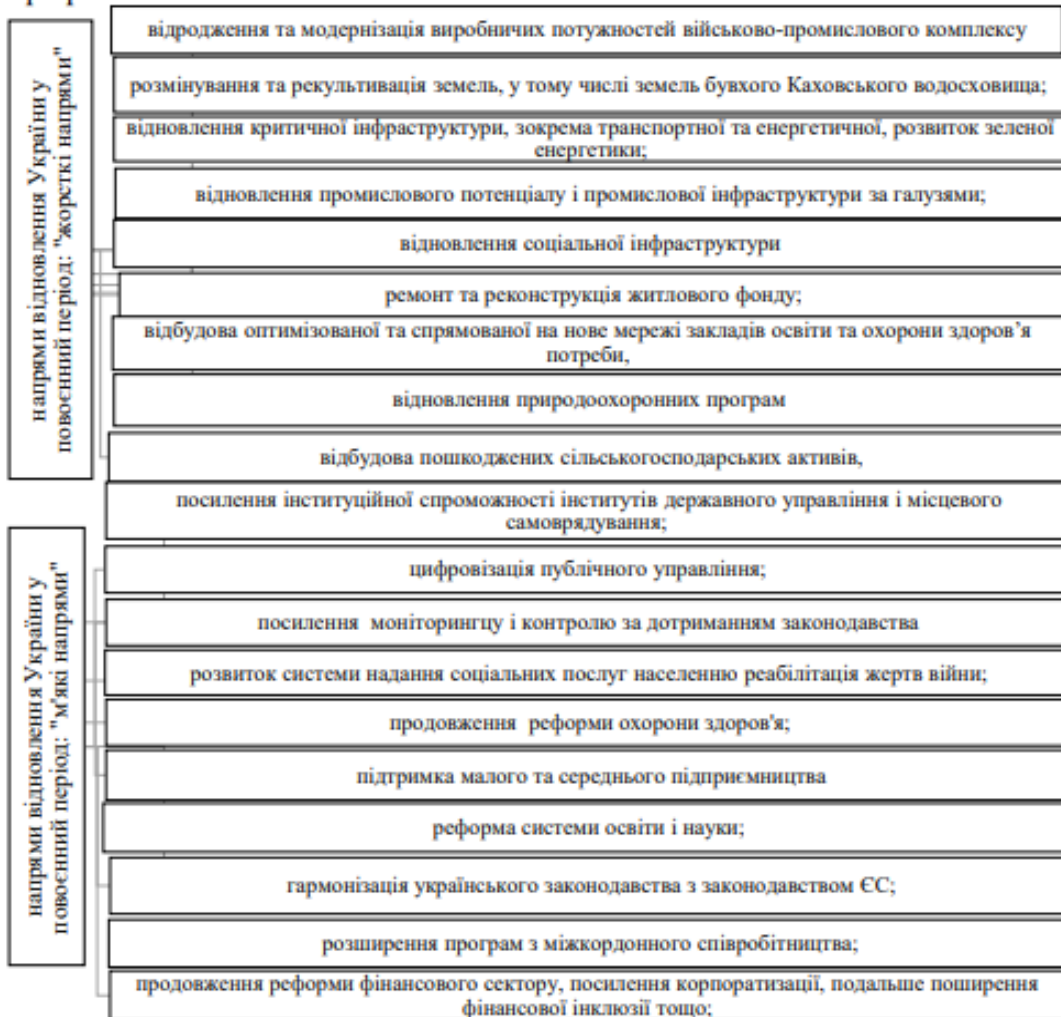 напрями відновлення України у
повоєнний період: "жорсткі напрями"
відродження та модернізація виробничих потужностей військово-промислового комплексу
розмінування та рекультивація земель, у тому числі земель бувхого Каховського водосховища;
відновлення критичної інфраструктури, зокрема транспортної та енергетичної, розвиток зеленої
енергетики;
відновлення промислового потенціалу і промислової інфраструктури за галузями;
відновлення соціальної інфраструктури
ремонт та реконструкція житлового фонду;
відбудова оптимізованої та спрямованої на нове мережі закладів освіти та охорони здоров’я
потреби,
відновлення природоохоронних програм
відбудова пошкоджених сільськогосподарських активів,
напрями відновлення України у
повоєнний період: "м'які напрями"
посилення інституційної спроможності інститутів державного управління і місцевого
самоврядування;
цифровізація публічного управління;
посилення моніторингцу і контролю за дотриманням законодавства
розвиток системи надання соціальних послуг населенню реабілітація жертв війни;
продовження реформи охорони здоров'я;
підтримка малого та середнього підприємництва
реформа системи освіти і науки;
гармонізація українського законодавства з законодавством ЄС;
розширення програм з міжкордонного співробітництва;
продовження реформи фінансового сектору, посилення корпоратизації, подальше поширення
фінансової інклюзії тощо;